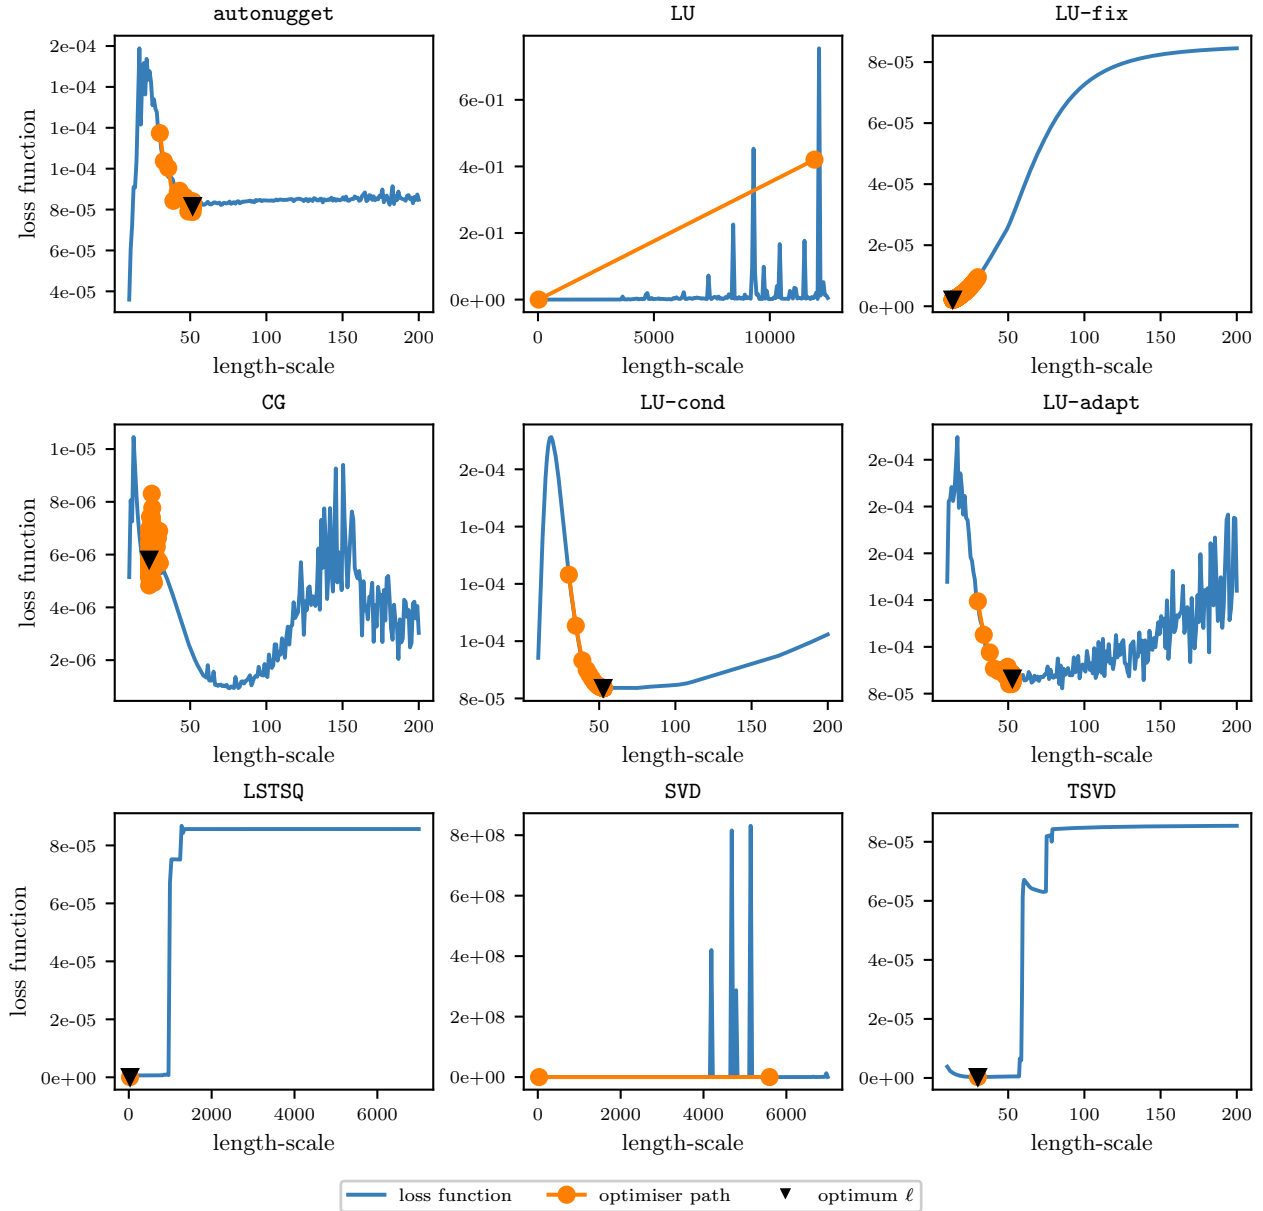 autonugget
LU
LU-fix
2e-04
1e-04
1e-04
1e-04
8e-05
6e-05
4e-05
6e-01
4e-01
2e-01
0e+00
8e-05
6e-05
4e-05
2e-05
0e+00
loss function
50 100 150 200
0 5000 10000
50 100 150 200
length-scale
length-scale
length-scale
CG
LU-cond
LU-adapt
1e-05
8e-06
6e-06
4e-06
2e-06
2e-04
1e-04
1e-04
1e-04
8e-05
2e-04
2e-04
2e-04
1e-04
1e-04
8e-05
loss function
50 100 150 200
50 100 150 200
50 100 150 200
length-scale
length-scale
length-scale
LSTSQ
SVD
TSVD
8e-05
6e-05
4e-05
2e-05
0e+00
8e+08
6e+08
4e+08
2e+08
0e+00
8e-05
6e-05
4e-05
2e-05
0e+00
loss function
0 2000 4000 6000
0 2000 4000 6000
50 100 150 200
length-scale
length-scale
length-scale
loss function optimiser path optimum ℓ